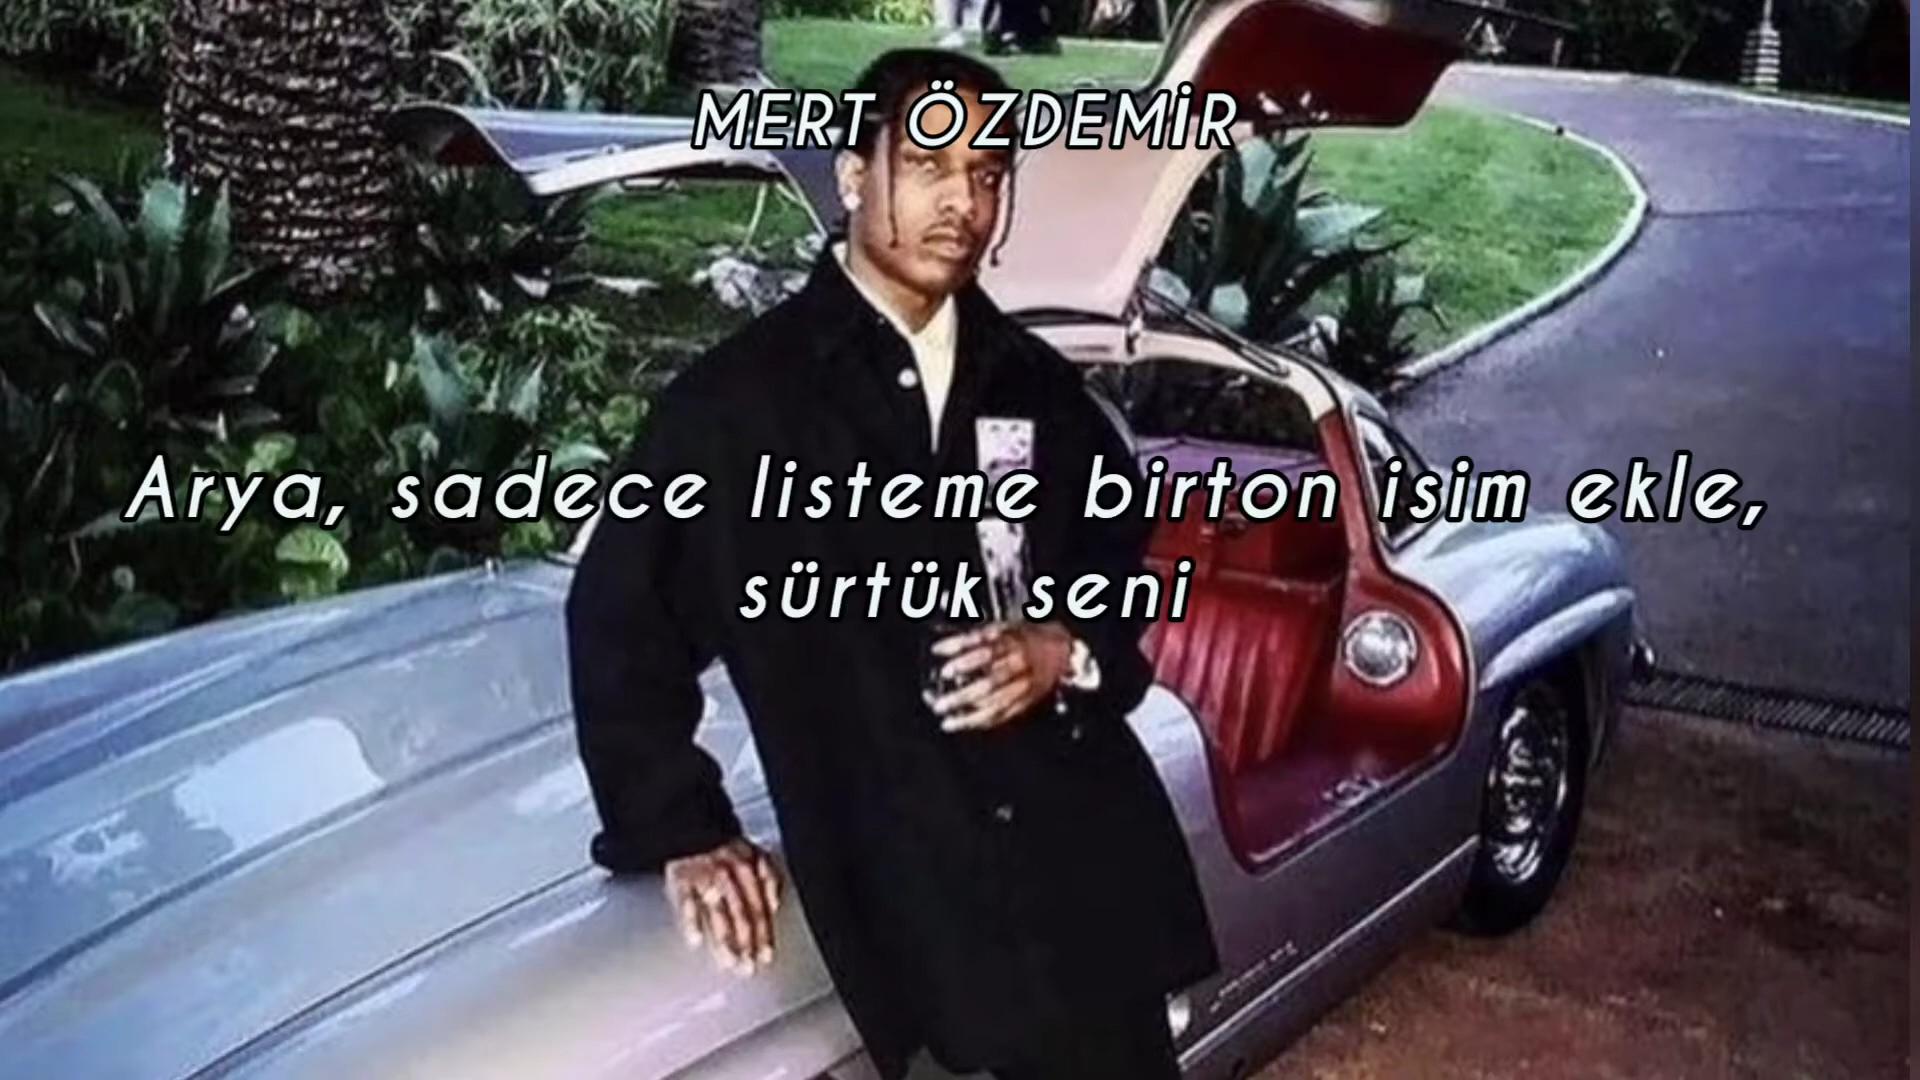 MERT ÖZDEMİR
Arya, sadece listeme birton isim ekle,
sürtük seni